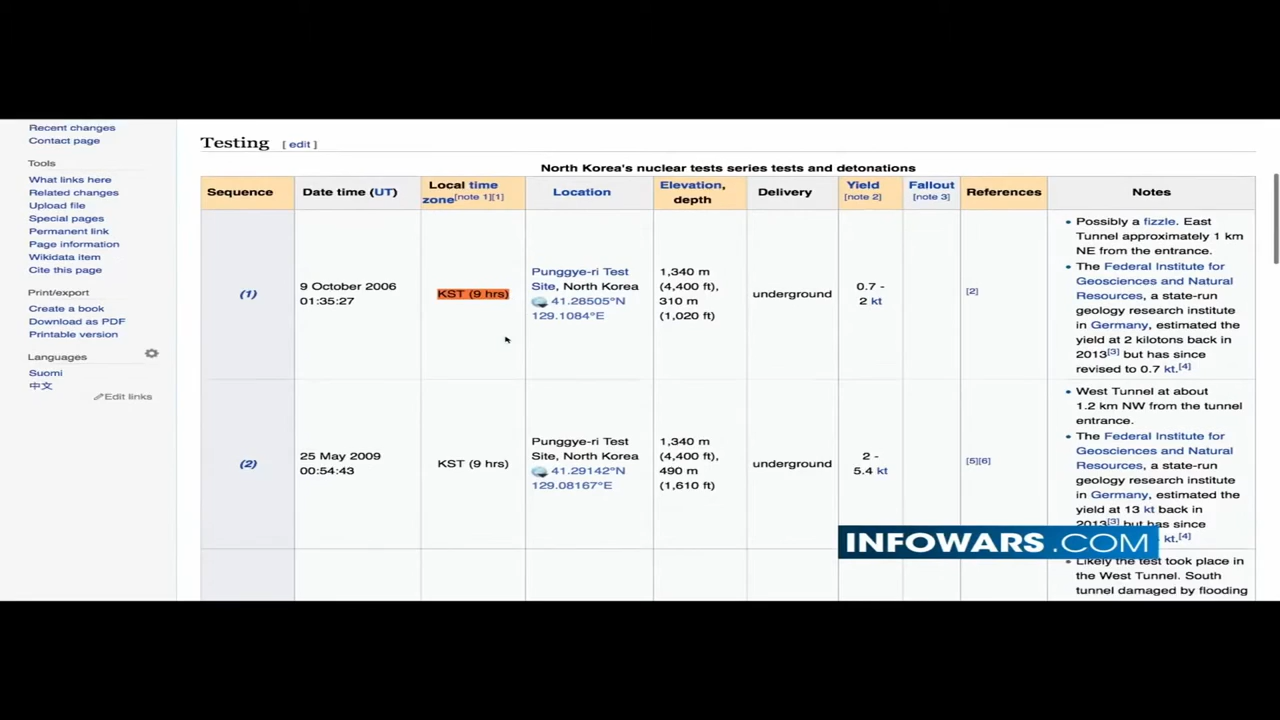 Recent changes
Contact page
Tools
What links here
Related changes
Upload file
Special pages
Permanent link
Page information
Wikidata item
Cite this page
Print/export
Create a book
Download as PDF
Printable version
Languages
Suomi
中文
Edit links
Testing [ edit ]
North Korea's nuclear tests series tests and detonations
Sequence
Date time (UT)
Local time
zone[note 1][1]
Location
Elevation,
depth
Delivery
Yield
[note 2]
Fallout
[note 3]
References
Notes
(1)
9 October 2006
01:35:27
KST (9 hrs)
Punggye-ri Test
Site, North Korea
41.28505°N
129.1084°E
1,340 m
(4,400 ft),
310 m
(1,020 ft)
underground
0.7 -
2 kt
[2]
• Possibly a fizzle. East
Tunnel approximately 1 km
NE from the entrance.
• The Federal Institute for
Geosciences and Natural
Resources, a state-run
geology research institute
in Germany, estimated the
yield at 2 kilotons back in
2013[3] but has since
revised to 0.7 kt.[4]
(2)
25 May 2009
00:54:43
KST (9 hrs)
Punggye-ri Test
Site, North Korea
41.29142°N
129.08167°E
1,340 m
(4,400 ft),
490 m
(1,610 ft)
underground
2 -
5.4 kt
[5][6]
• West Tunnel at about
1.2 km NW from the tunnel
entrance.
• The Federal Institute for
Geosciences and Natural
Resources, a state-run
geology research institute
in Germany, estimated the
yield at 13 kt back in
2013[3] but has since
kt.[4]
• Likely the test took place in
the West Tunnel. South
tunnel damaged by flooding
INFOWARS.COM